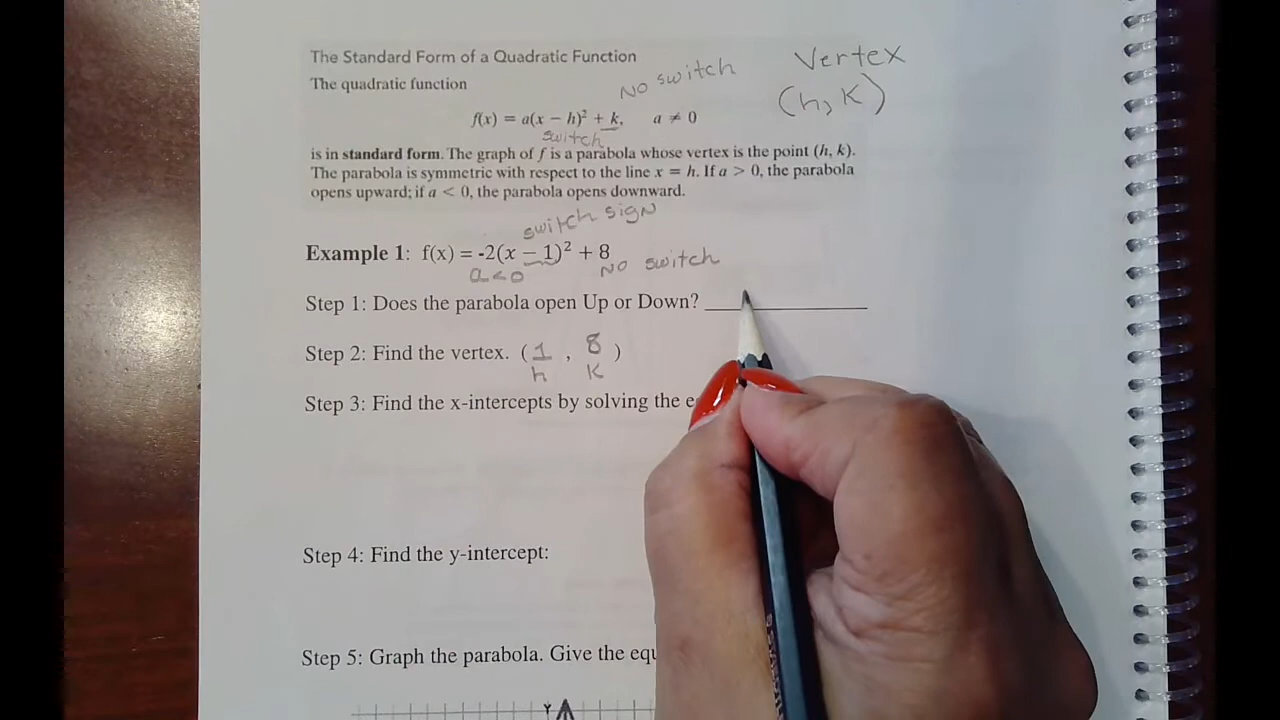 The Standard Form of a Quadratic Function
Vertex
The quadratic function
NO switch
(h, K)
f(x) = a(x − h)² + k, a ≠ 0
switch
is in standard form. The graph of f is a parabola whose vertex is the point (h, k).
The parabola is symmetric with respect to the line x = h. If a > 0, the parabola
opens upward; if a < 0, the parabola opens downward.
switch sign
Example 1: f(x) = -2(x − 1)² + 8
a < 0
NO switch
Step 1: Does the parabola open Up or Down?
Step 2: Find the vertex. (1, 8)
h K
Step 3: Find the x-intercepts by solving the
Step 4: Find the y-intercept:
Step 5: Graph the parabola. Give the
Y